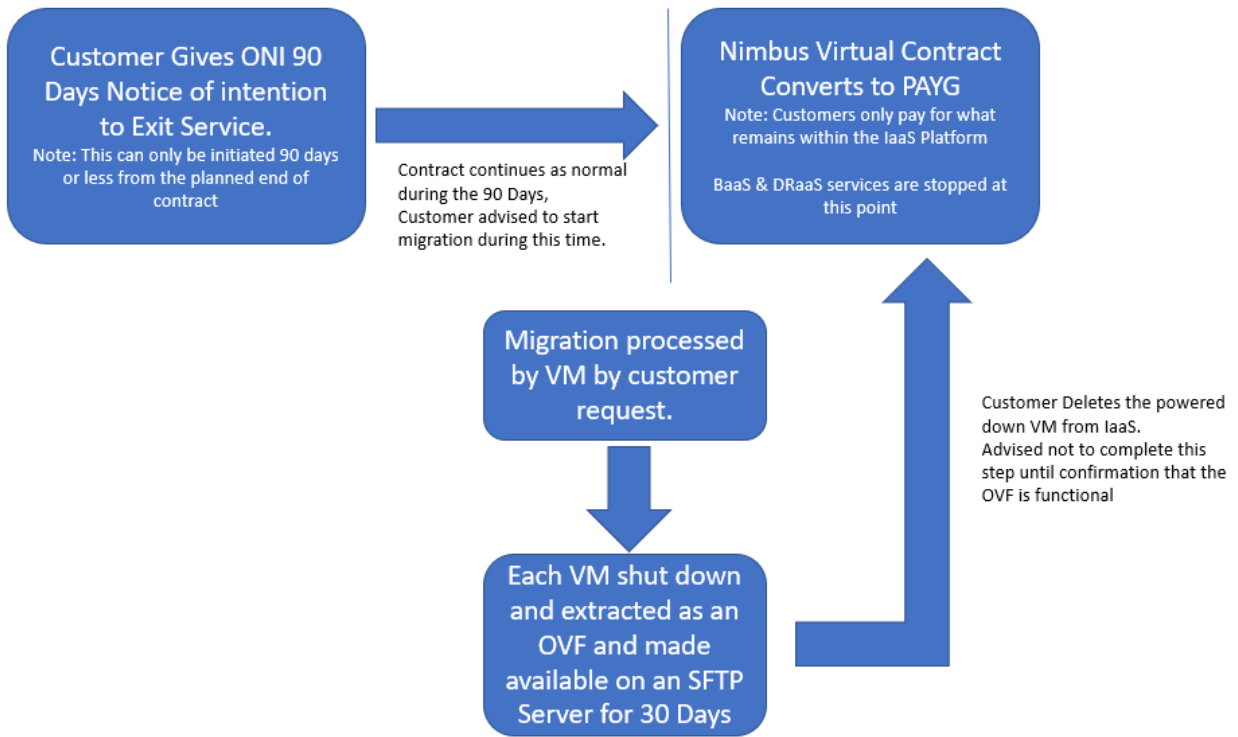 Customer Gives ONI 90
Days Notice of intention
to Exit Service.
Note: This can only be initiated 90 days
or less from the planned end of
contract
Contract continues as normal
during the 90 Days,
Customer advised to start
migration during this time.
Nimbus Virtual Contract
Converts to PAYG
Note: Customers only pay for what
remains within the IaaS Platform
BaaS & DRaaS services are stopped at
this point
Migration processed
by VM by customer
request.
Each VM shut down
and extracted as an
OVF and made
available on an SFTP
Server for 30 Days
Customer Deletes the powered
down VM from IaaS.
Advised not to complete this
step until confirmation that the
OVF is functional